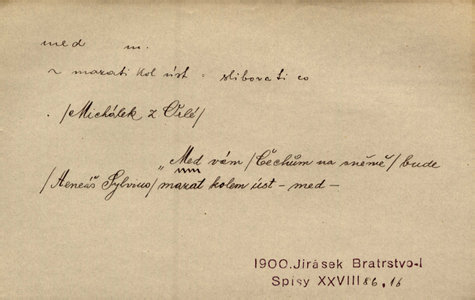 med m.
~ mazati kol úst = slibovati co
/Michálek z Vlé/
„Med vám /Čechům na sněmě/ bude
/Aeneáš Sylvius/ mazat kolem úst - med -
1900. Jirásek Bratrstvo-I
Spisy XXVIII 86, 16